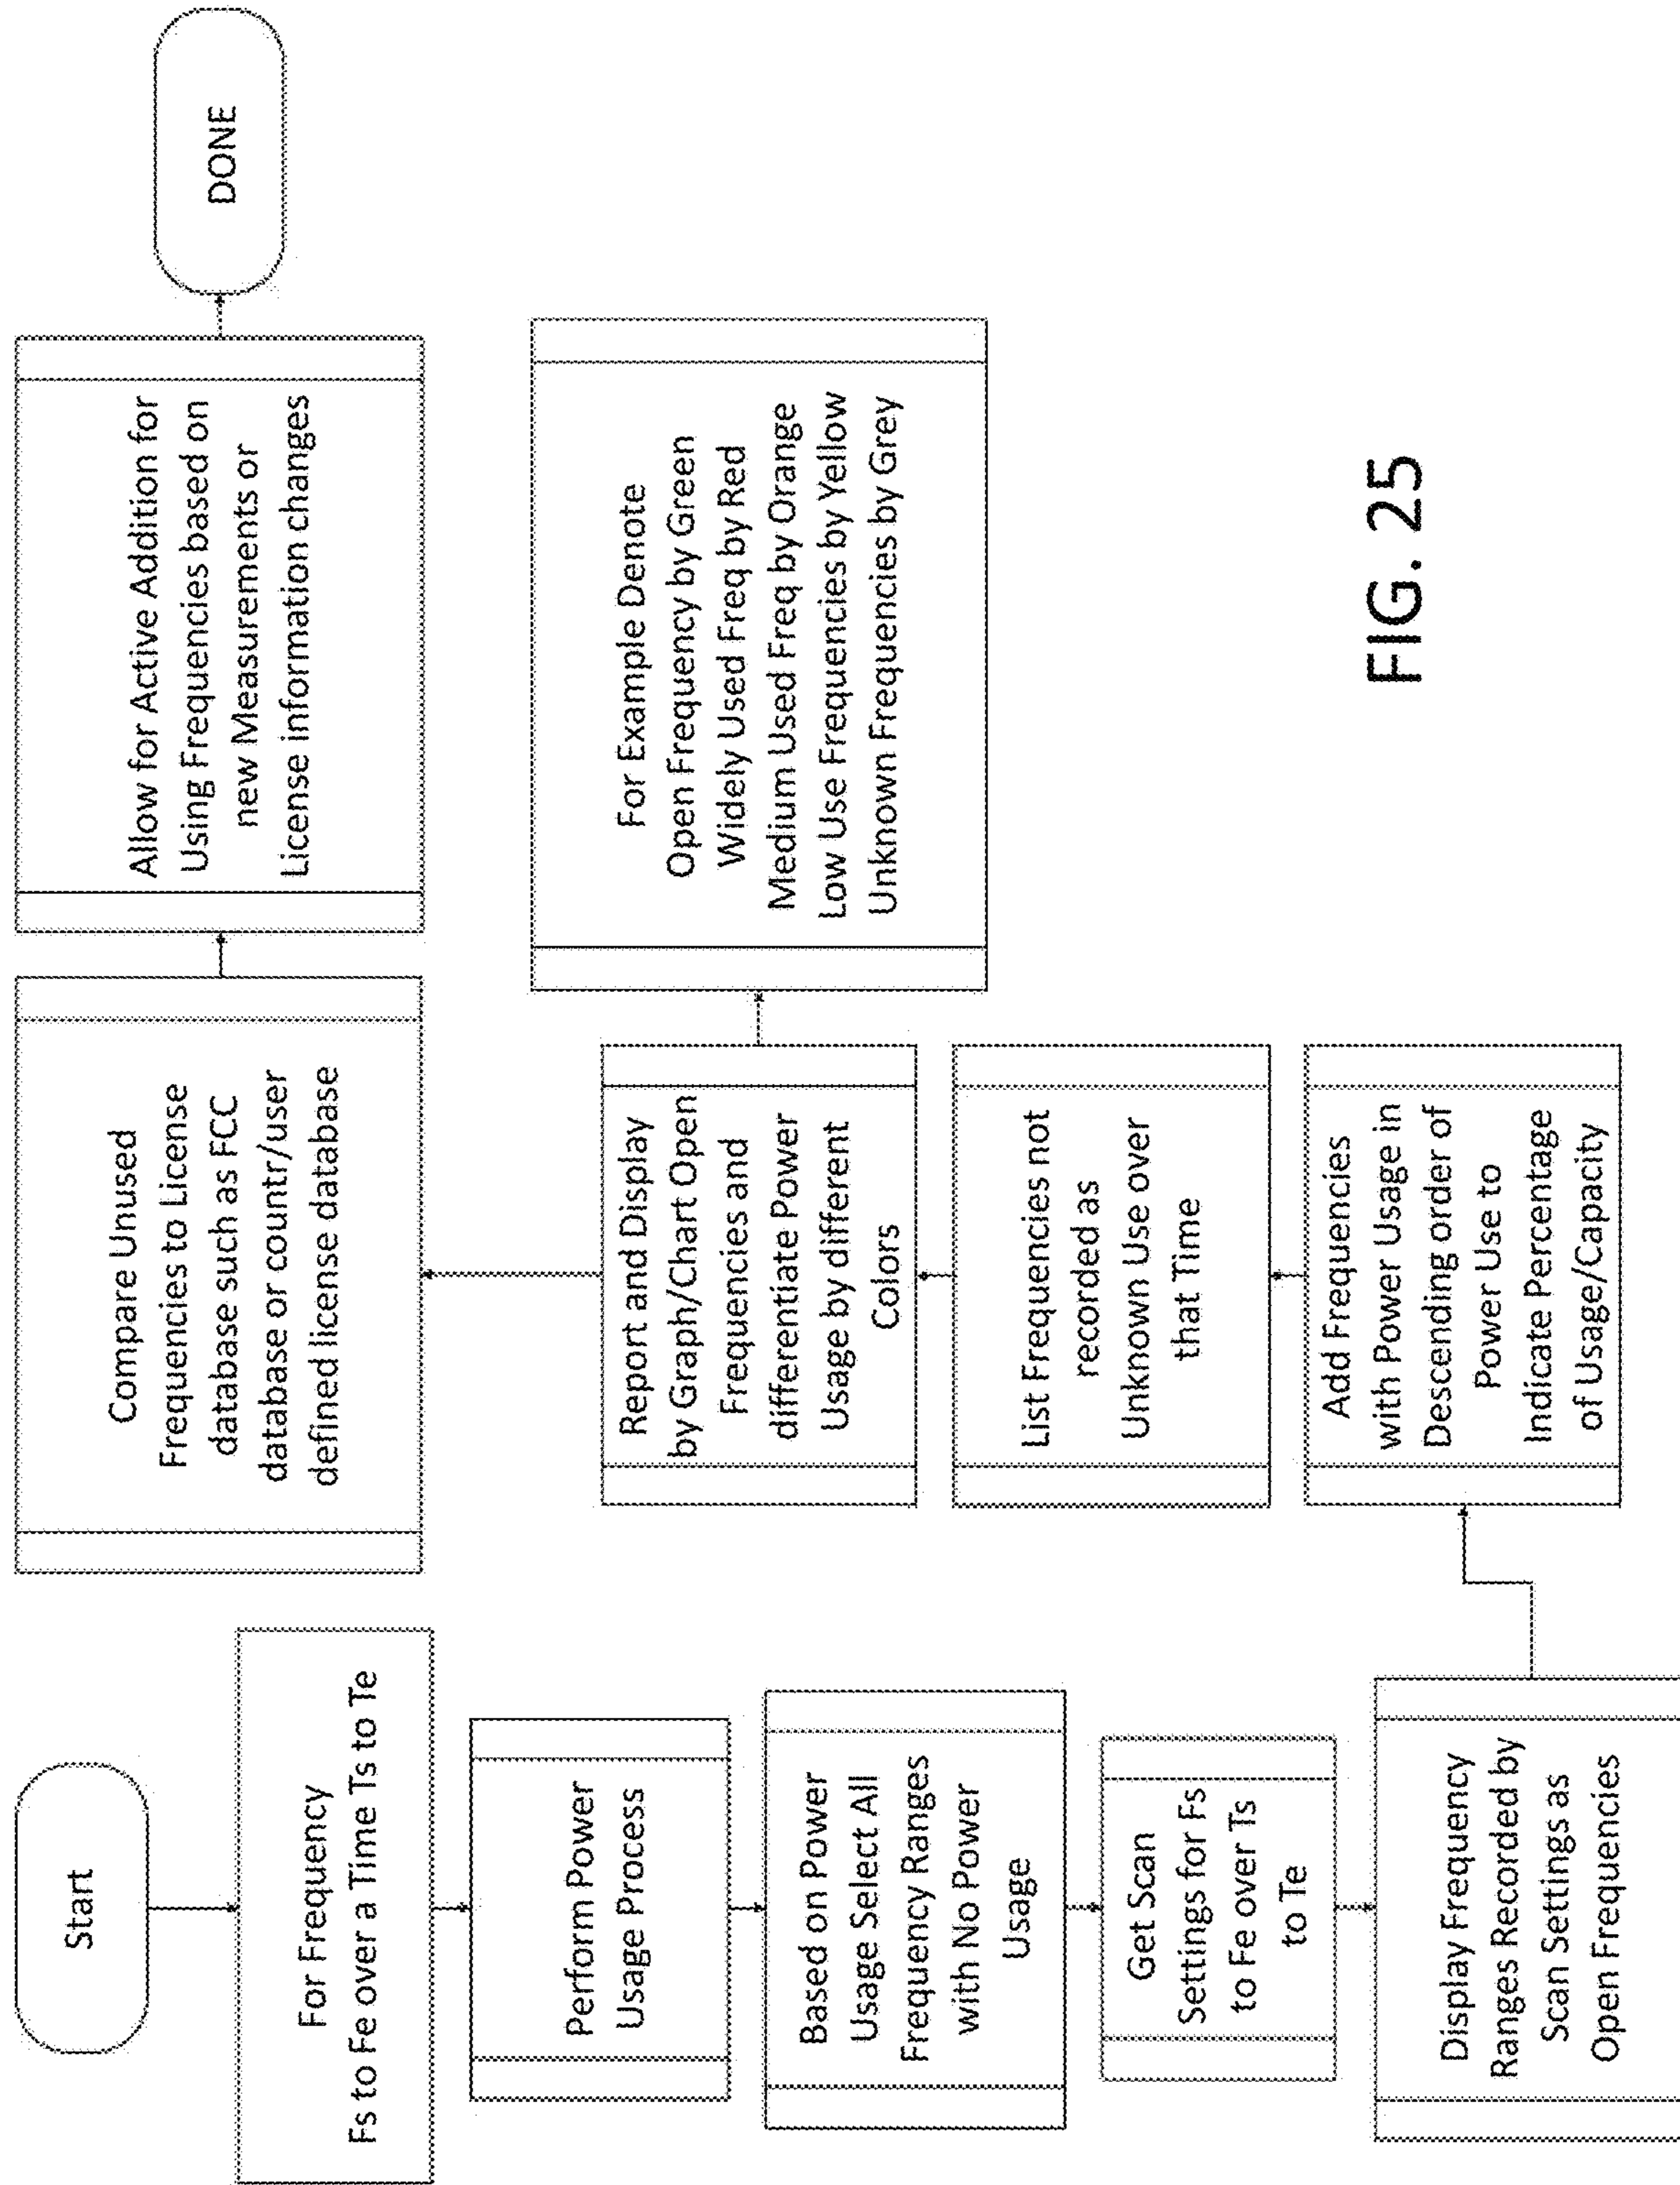 Start
For Frequency
Fs to Fe over a Time Ts to Te
Perform Power
Usage Process
Based on Power
Usage Select All
Frequency Ranges
with No Power
Usage
Get Scan
Settings for Fs
to Fe over Ts
to Te
Display Frequency
Ranges Recorded by
Scan Settings as
Open Frequencies
Add Frequencies
with Power Usage in
Descending order of
Power Use to
Indicate Percentage
of Usage/Capacity
List Frequencies not
recorded as
Unknown Use over
that Time
Report and Display
by Graph/Chart Open
Frequencies and
differentiate Power
Usage by different
Colors
For Example Denote
Open Frequency by Green
Widely Used Freq by Red
Medium Used Freq by Orange
Low Use Frequencies by Yellow
Unknown Frequencies by Grey
Compare Unused
Frequencies to License
database such as FCC
database or countr/user
defined license database
Allow for Active Addition for
Using Frequencies based on
new Measurements or
License information changes
DONE
FIG. 25